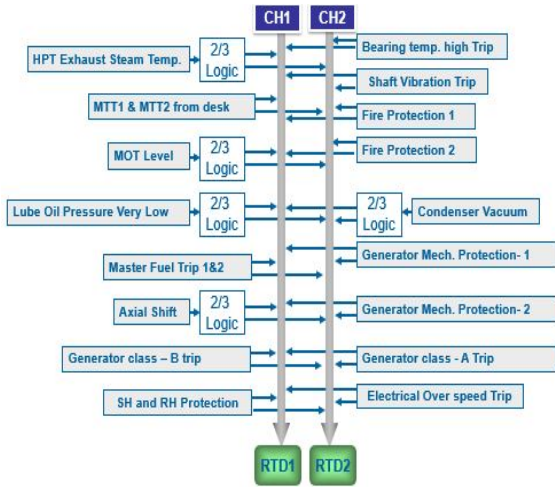 CH1 CH2
HPT Exhaust Steam Temp.
2/3
Logic
Bearing temp. high Trip
Shaft Vibration Trip
MTT1 & MTT2 from desk
Fire Protection 1
MOT Level
2/3
Logic
Fire Protection 2
Lube Oil Pressure Very Low
2/3
Logic
2/3
Logic
Condenser Vacuum
Generator Mech. Protection- 1
Master Fuel Trip 1&2
Axial Shift
2/3
Logic
Generator Mech. Protection- 2
Generator class – B trip
Generator class - A Trip
SH and RH Protection
Electrical Over speed Trip
RTD1 RTD2